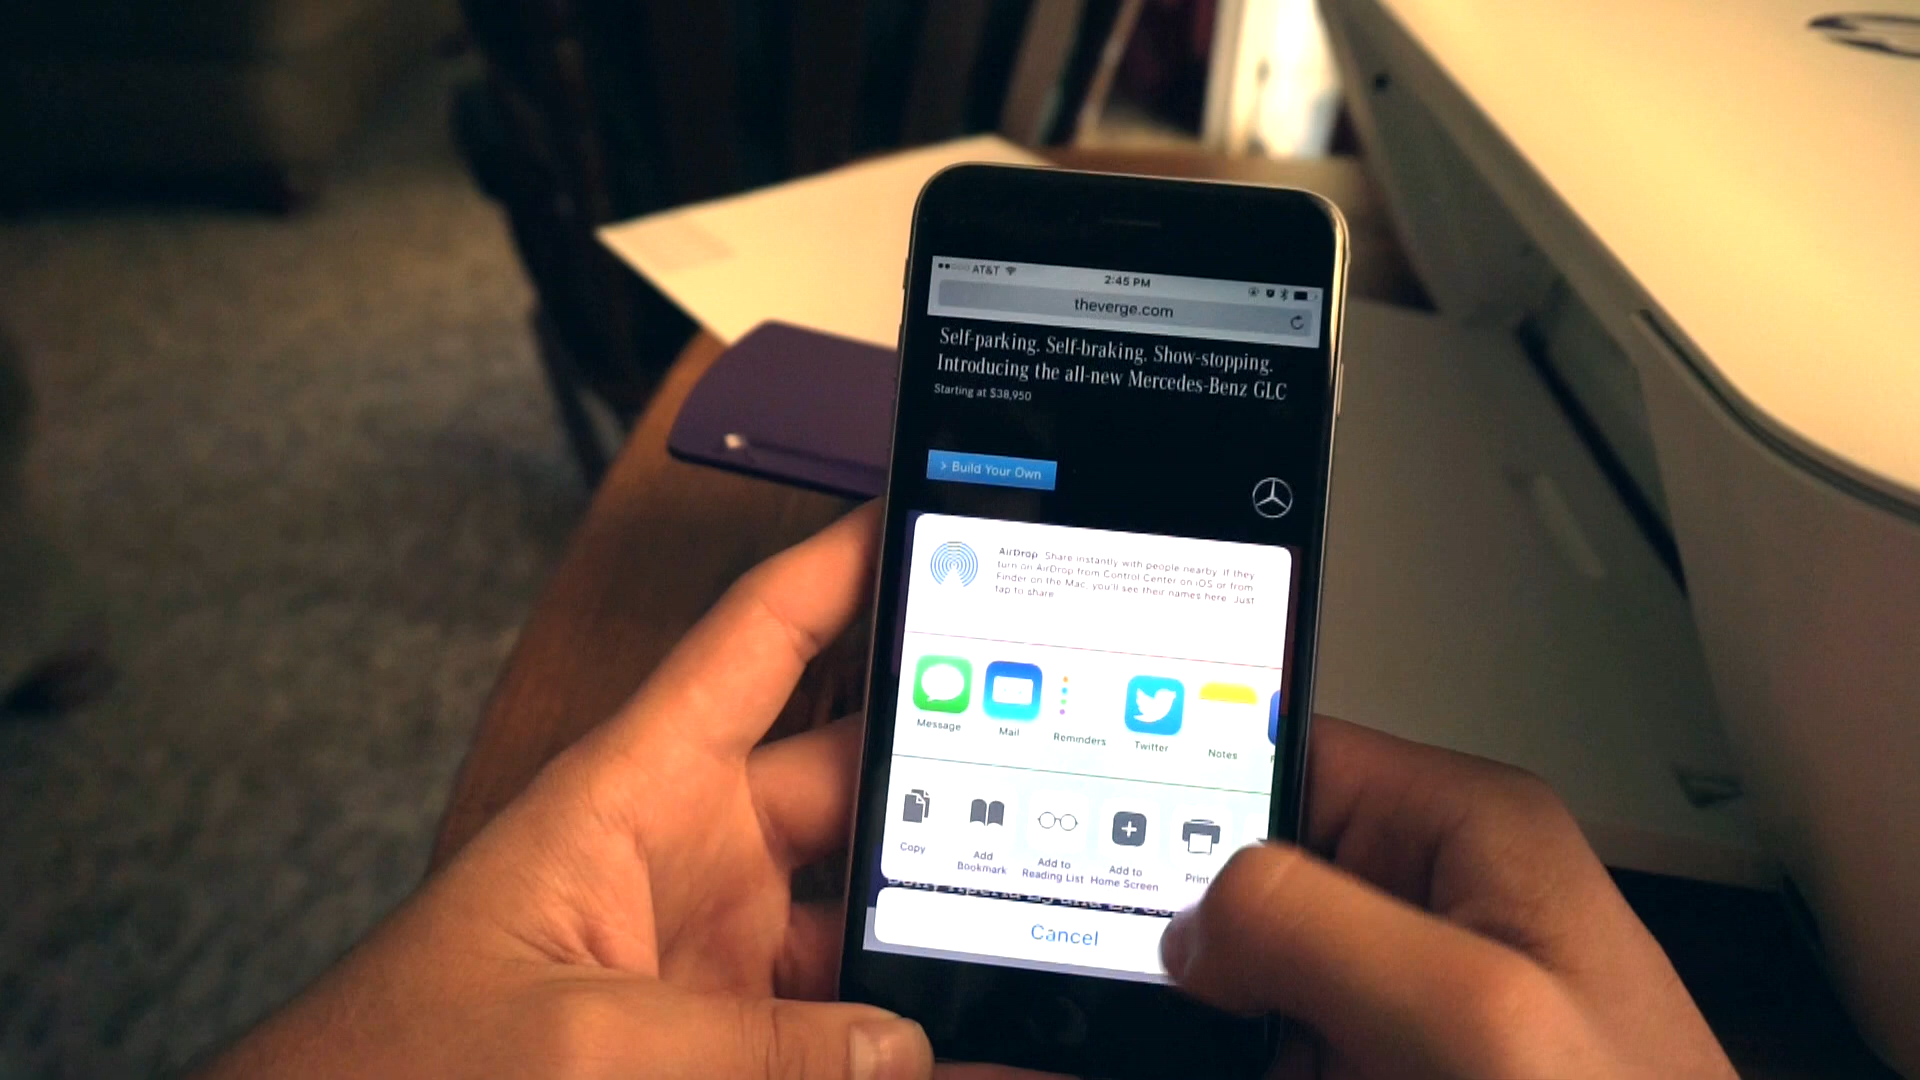 AT&T
2:45 PM
theverge.com
Self-parking. Self-braking. Show-stopping.
Introducing the all-new Mercedes-Benz GLC
Starting at $38,950
> Build Your Own
AirDrop. Share instantly with people nearby. If they
turn on AirDrop from Control Center on iOS or from
Finder on the Mac, you'll see their names here. Just
tap to share.
Message
Mail
Reminders
Twitter
Notes
Copy
Add
Bookmark
Add to
Reading List
Add to
Home Screen
Print
Cancel